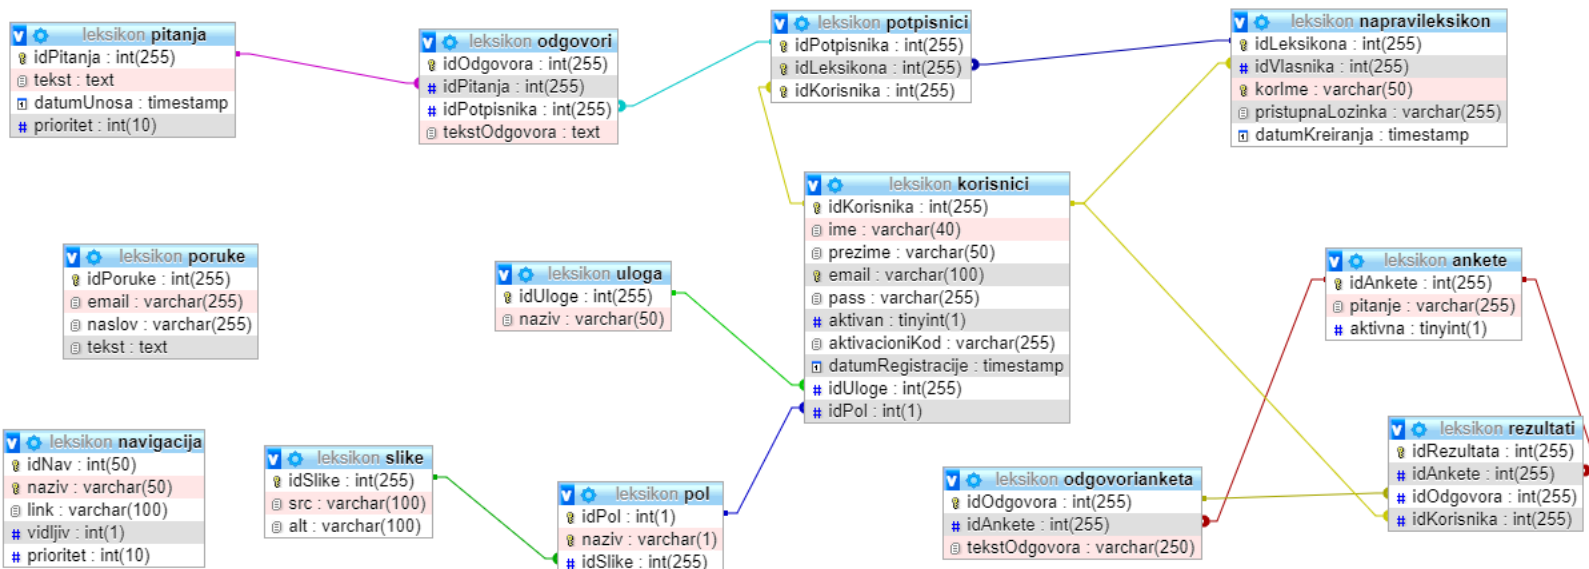 leksikon pitanja
idPitanja : int(255)
tekst : text
datumUnosa : timestamp
prioritet : int(10)
leksikon odgovori
idOdgovora : int(255)
idPitanja : int(255)
idPotpisnika : int(255)
tekstOdgovora : text
leksikon potpisnici
idPotpisnika : int(255)
idLeksikona : int(255)
idKorisnika : int(255)
leksikon napravileksikon
idLeksikona : int(255)
idVlasnika : int(255)
korIme : varchar(50)
pristupnaLozinka : varchar(255)
datumKreiranja : timestamp
leksikon korisnici
idKorisnika : int(255)
ime : varchar(40)
prezime : varchar(50)
email : varchar(100)
pass : varchar(255)
aktivan : tinyint(1)
aktivacioniKod : varchar(255)
datumRegistracije : timestamp
idUloge : int(255)
idPol : int(1)
leksikon poruke
idPoruke : int(255)
email : varchar(255)
naslov : varchar(255)
tekst : text
leksikon uloga
idUloge : int(255)
naziv : varchar(50)
leksikon ankete
idAnkete : int(255)
pitanje : varchar(255)
aktivna : tinyint(1)
leksikon navigacija
idNav : int(50)
naziv : varchar(50)
link : varchar(100)
vidljiv : int(1)
prioritet : int(10)
leksikon slike
idSlike : int(255)
src : varchar(100)
alt : varchar(100)
leksikon pol
idPol : int(1)
naziv : varchar(1)
idSlike : int(255)
leksikon odgovorianketa
idOdgovora : int(255)
idAnkete : int(255)
tekstOdgovora : varchar(250)
leksikon rezultati
idRezultata : int(255)
idAnkete : int(255)
idOdgovora : int(255)
idKorisnika : int(255)